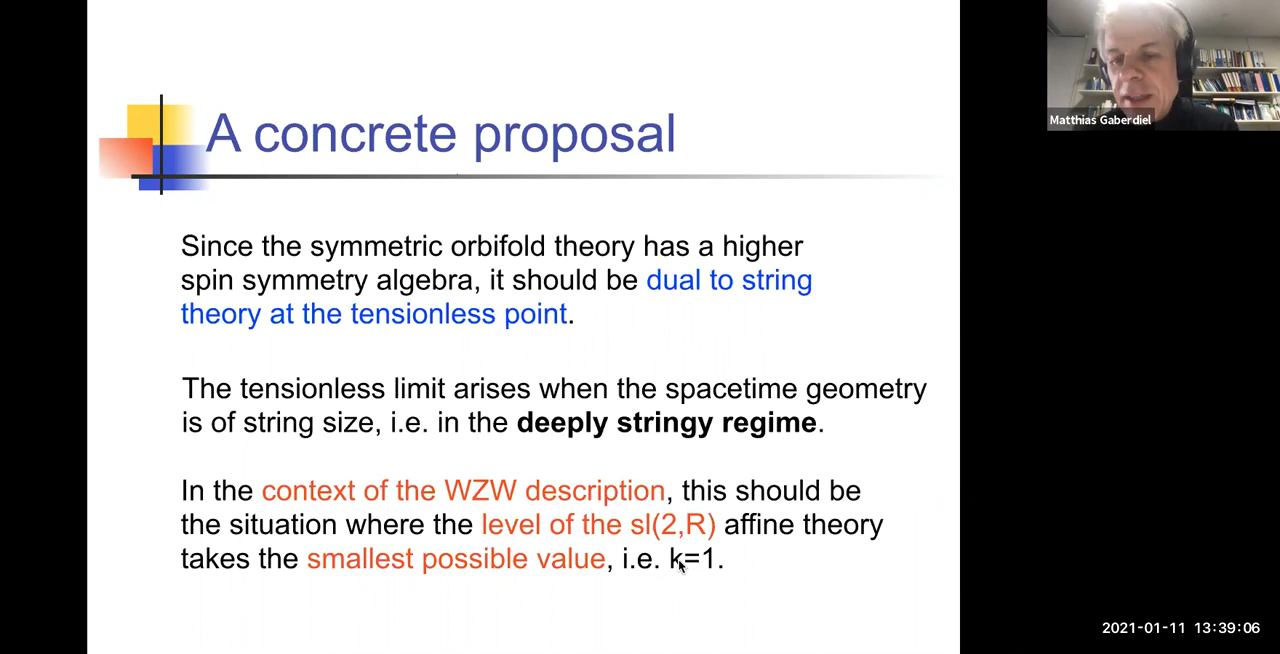 A concrete proposal
Since the symmetric orbifold theory has a higher
spin symmetry algebra, it should be dual to string
theory at the tensionless point.
The tensionless limit arises when the spacetime geometry
is of string size, i.e. in the deeply stringy regime.
In the context of the WZW description, this should be
the situation where the level of the sl(2,R) affine theory
takes the smallest possible value, i.e. k=1.
Matthias Gaberdiel
2021-01-11 13:39:06